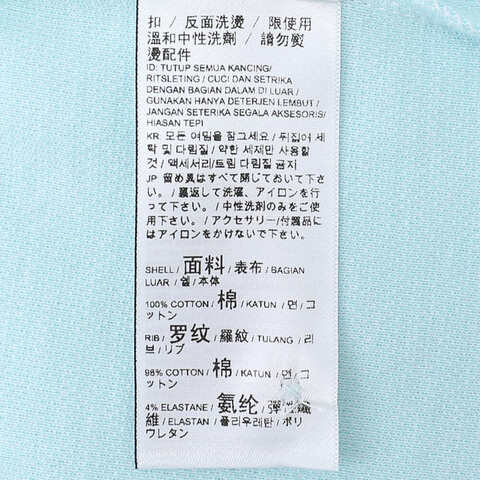 扣 / 反面洗燙 / 限使用
溫和中性洗劑 / 請勿熨
燙配件
ID: TUTUP SEMUA KANCING/
RITSLETING / CUCI DAN SETRIKA
DENGAN BAGIAN DALAM DI LUAR /
GUNAKAN HANYA DETERJEN LEMBUT /
JANGAN SETERIKA SEGALA AKSESORIS/
HIASAN TEPI
KR: 모든 여밈을 잠그세요 / 뒤집어 세
탁 및 다림질 / 약한 세제만 사용할
것 / 액세서리/트림 다림질 금지
JP: 留め具はすべて閉じておいて下さ
い。/ 裏返して洗濯、アイロンを行
って下さい。/ 中性洗剤のみをご使
用下さい。/ アクセサリー/付属品に
はアイロンをかけないで下さい。
SHELL / 面料 / 表布 / BAGIAN
LUAR / 쉘 / 本体
100% COTTON / 棉 / KATUN / 면 / コ
ットン
RIB / 罗纹 / 羅紋 / TULANG / 리
브 / リブ
96% COTTON / 棉 / KATUN / 면 / コ
ットン
4% ELASTANE / 氨纶 / 彈性纖
維 / ELASTAN / 폴리우레탄 / ポリ
ウレタン